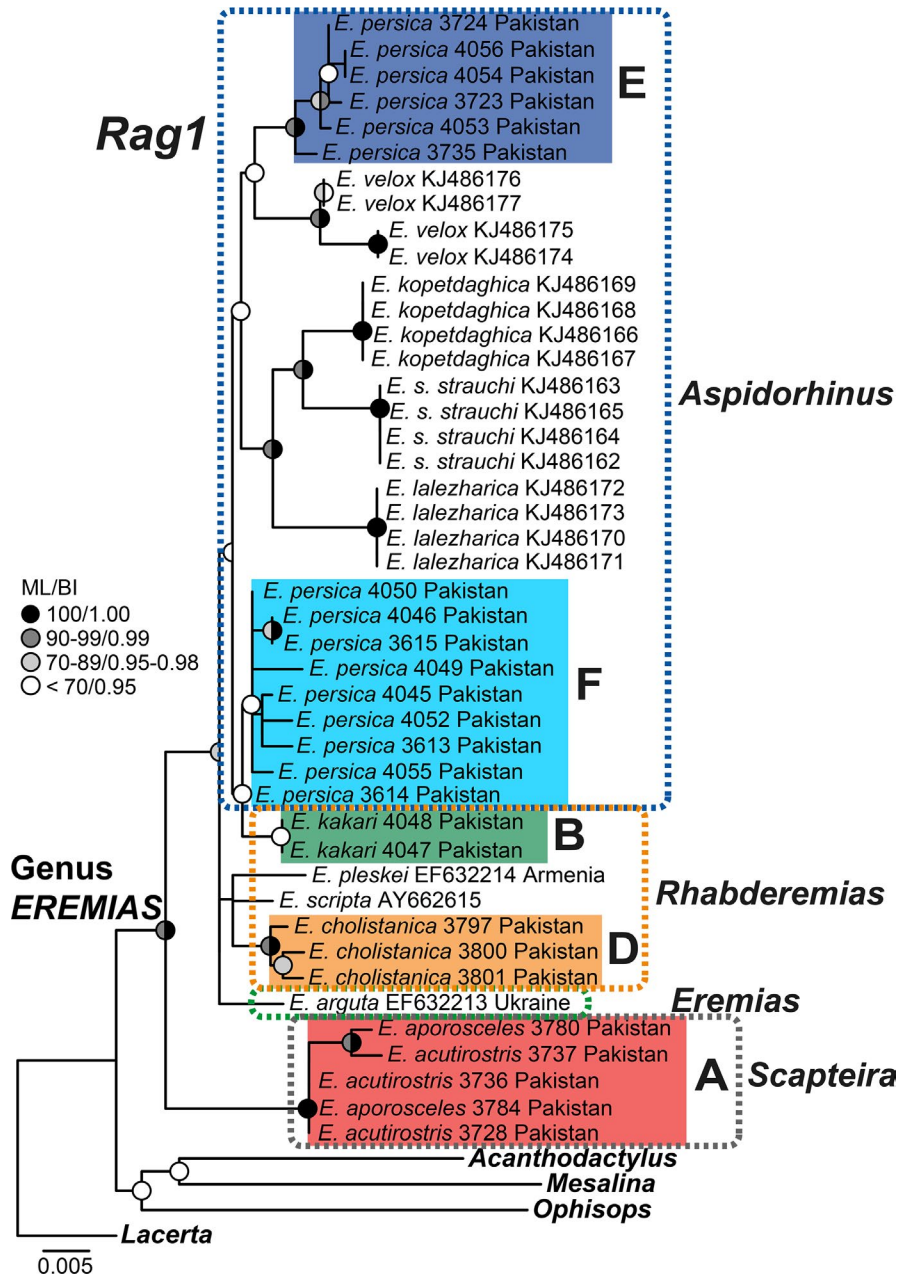 E. persica 3724 Pakistan
E. persica 4056 Pakistan
E. persica 4054 Pakistan
E. persica 3723 Pakistan
E. persica 4053 Pakistan
E. persica 3735 Pakistan
E
Rag1
E. velox KJ486176
E. velox KJ486177
E. velox KJ486175
E. velox KJ486174
E. kopetdaghica KJ486169
E. kopetdaghica KJ486168
E. kopetdaghica KJ486166
E. kopetdaghica KJ486167
E. s. strauchi KJ486163
E. s. strauchi KJ486165
E. s. strauchi KJ486164
E. s. strauchi KJ486162
Aspidorhinus
E. lalezharica KJ486172
E. lalezharica KJ486173
E. lalezharica KJ486170
E. lalezharica KJ486171
ML/BI
100/1.00
90-99/0.99
70-89/0.95-0.98
< 70/0.95
E. persica 4050 Pakistan
E. persica 4046 Pakistan
E. persica 3615 Pakistan
E. persica 4049 Pakistan
E. persica 4045 Pakistan
E. persica 4052 Pakistan
E. persica 3613 Pakistan
E. persica 4055 Pakistan
E. persica 3614 Pakistan
F
E. kakari 4048 Pakistan
E. kakari 4047 Pakistan
B
Genus
EREMIAS
E. pleskei EF632214 Armenia
E. scripta AY662615
Rhabderemias
E. cholistanica 3797 Pakistan
E. cholistanica 3800 Pakistan
E. cholistanica 3801 Pakistan
D
E. arguta EF632213 Ukraine
Eremias
E. aporosceles 3780 Pakistan
E. acutirostris 3737 Pakistan
E. acutirostris 3736 Pakistan
E. aporosceles 3784 Pakistan
E. acutirostris 3728 Pakistan
A
Scapteira
Acanthodactylus
Mesalina
Ophisops
Lacerta
0.005